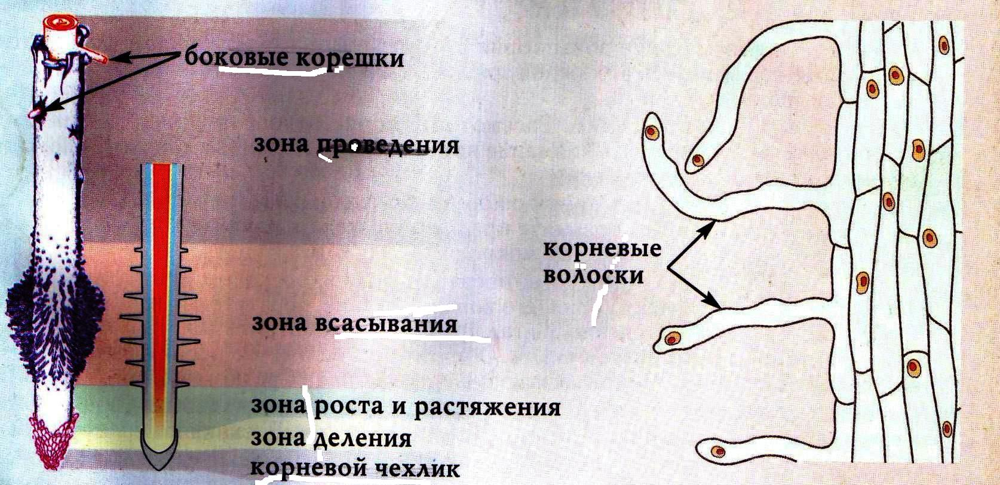 боковые корешки
зона проведения
корневые
волоски
зона всасывания
зона роста и растяжения
зона деления
корневой чехлик